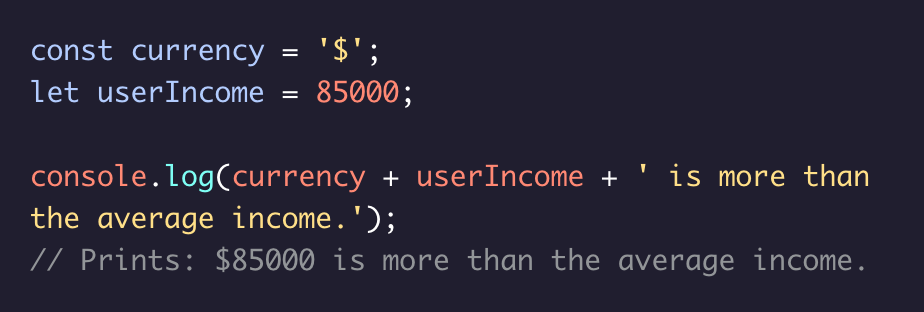 const currency = '$';
let userIncome = 85000;

console.log(currency + userIncome + ' is more than
the average income.');
// Prints: $85000 is more than the average income.